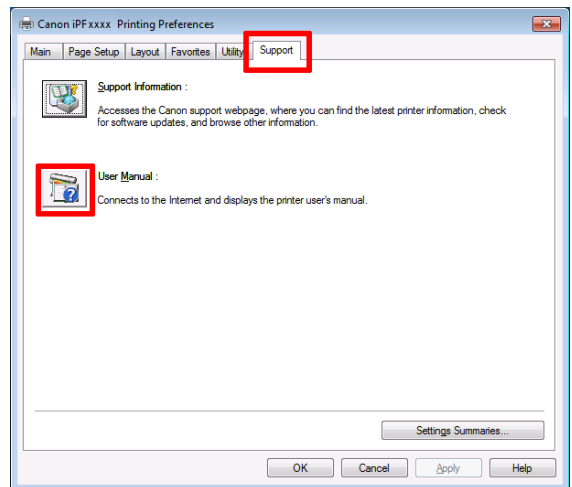 Canon iPFxxxx Printing Preferences
Main Page Setup Layout Favorites Utility Support
Support Information :
Accesses the Canon support webpage, where you can find the latest printer information, check
for software updates, and browse other information.
User Manual :
Connects to the Internet and displays the printer user's manual.
Settings Summaries...
OK Cancel Apply Help